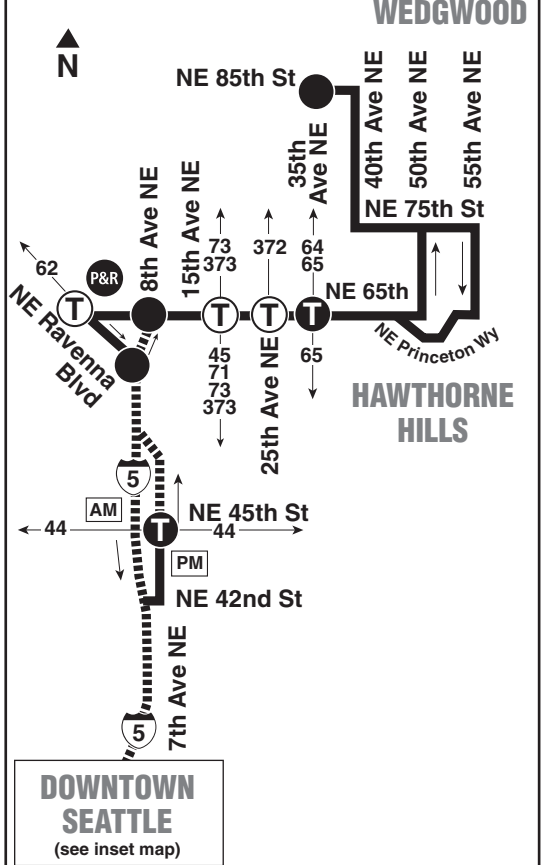 WEDGWOOD
N
NE 85th St
35th
Ave NE
40th Ave NE
50th Ave NE
55th Ave NE
8th Ave NE
15th Ave NE
NE 75th St
62
P&R
73
373
372
64
65
NE 65th
T
T
T
T
NE Ravenna
Blvd
45
71
73
373
25th Ave NE
65
NE Princeton Wy
HAWTHORNE
HILLS
5
AM
NE 45th St
44
T
44
PM
NE 42nd St
7th Ave NE
5
DOWNTOWN
SEATTLE
(see inset map)